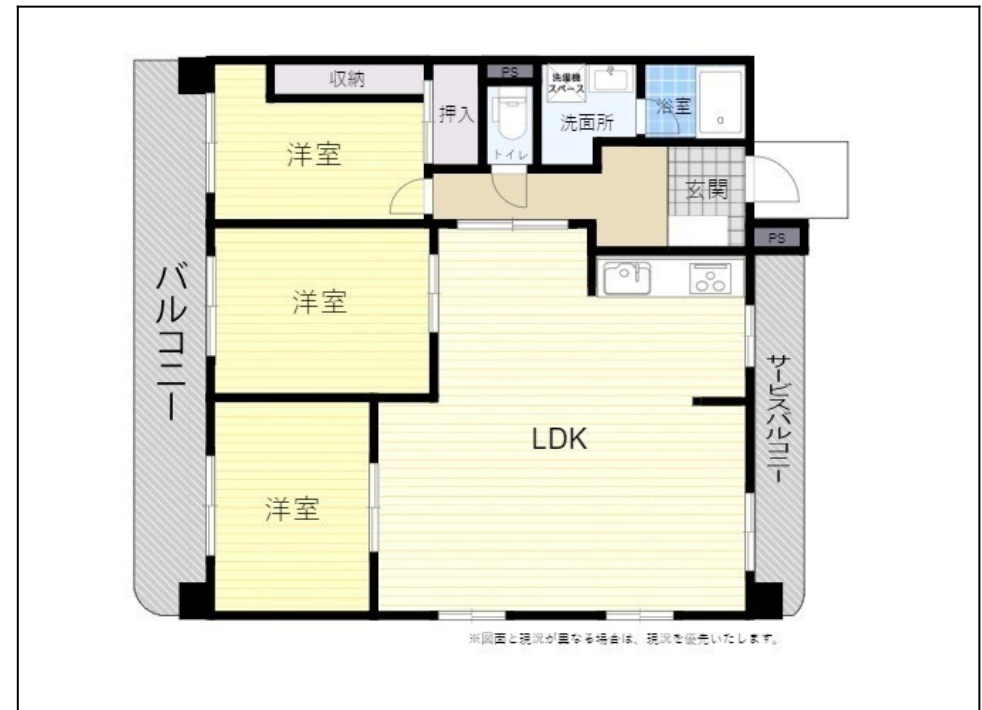 収納
PS
洗濯機
スペース
浴室
押入
洗面所
洋室
トイレ
玄関
PS
洋室
バルコニー
サービスバルコニー
LDK
洋室
※図面と現況が異なる場合は、現況を優先いたします。